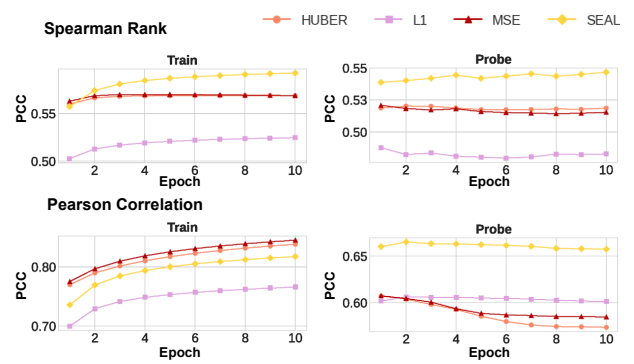 HUBER L1 MSE SEAL
Spearman Rank
Train
PCC
0.55
0.50
2 4 6 8 10
Epoch
Probe
PCC
0.55
0.53
0.50
2 4 6 8 10
Epoch
Pearson Correlation
Train
PCC
0.80
0.70
2 4 6 8 10
Epoch
Probe
PCC
0.65
0.60
2 4 6 8 10
Epoch